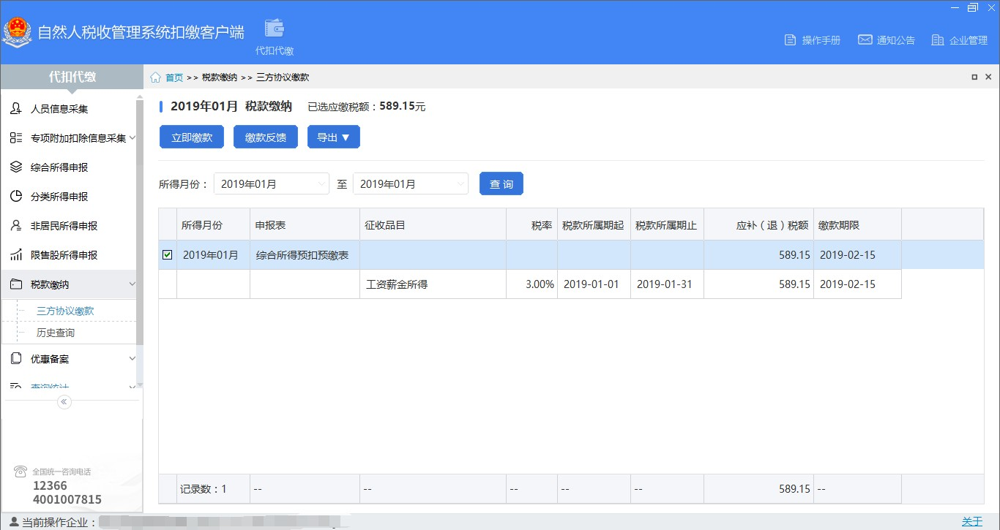 自然人税收管理系统扣缴客户端
代扣代缴
操作手册 通知公告 企业管理
代扣代缴
首页 >> 税款缴纳 >> 三方协议缴款
人员信息采集
专项附加扣除信息采集
综合所得申报
分类所得申报
非居民所得申报
限售股所得申报
税款缴纳
三方协议缴款
历史查询
优惠备案
查询统计
全国统一咨询电话
12366
4001007815
2019年01月 税款缴纳 已选应缴税额：589.15元
立即缴款 缴款反馈 导出 ▼
所得月份： 2019年01月 至 2019年01月 查 询
所得月份 申报表 征收品目 税率 税款所属期起 税款所属期止 应补（退）税额 缴款期限
2019年01月 综合所得预扣预缴表 589.15 2019-02-15
工资薪金所得 3.00% 2019-01-01 2019-01-31 589.15 2019-02-15
记录数：1 -- -- -- -- -- 589.15 --
当前操作企业：
关于